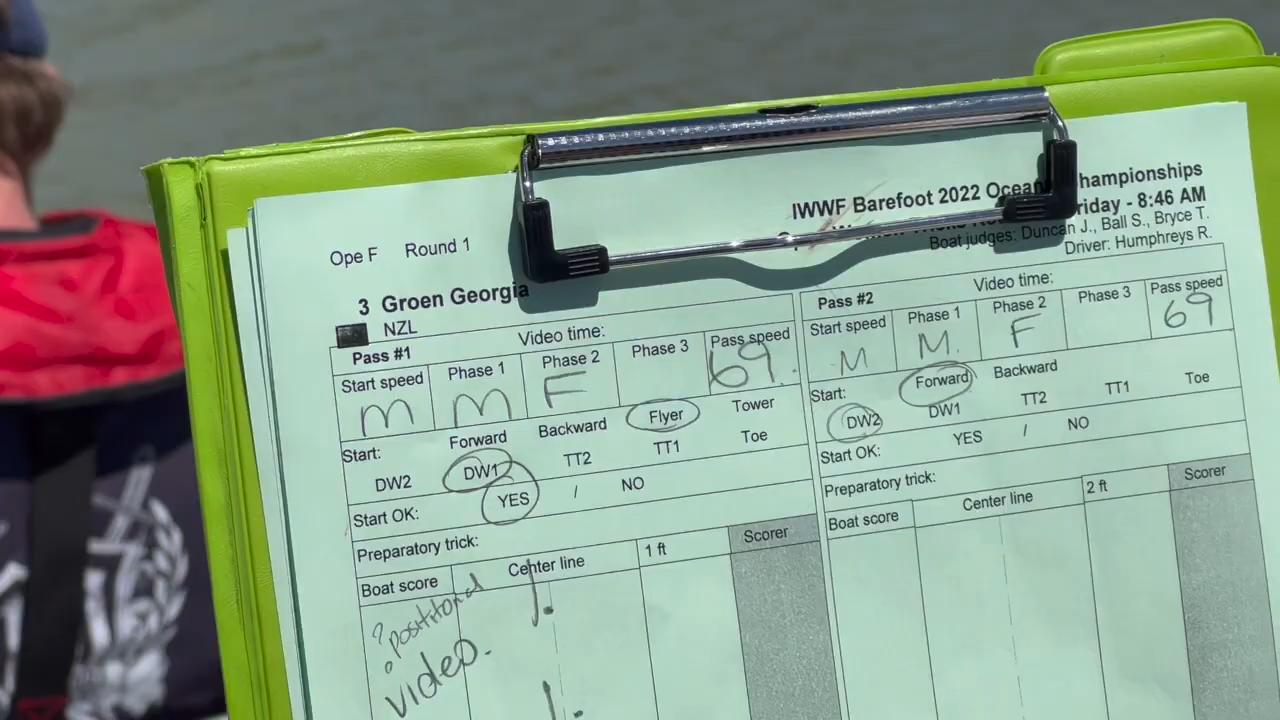 IWWF Barefoot 2022 Ocean Championships
Friday - 8:46 AM
Boat judges: Duncan J., Ball S., Bryce T.
Driver: Humphreys R.
Ope F Round 1
3 Groen Georgia
NZL
Video time:
Pass #1
Start speed Phase 1 Phase 2 Phase 3 Pass speed
M M F 69.
Start: Forward Backward Flyer Tower
DW2 DW1 TT2 TT1 Toe
Start OK: YES / NO
Preparatory trick:
Boat score Center line 1 ft Scorer
? positional
video.
Pass #2 Video time:
Start speed Phase 1 Phase 2 Phase 3 Pass speed
M M. F 69
Start: Forward Backward
DW2 DW1 TT2 TT1 Toe
Start OK: YES / NO
Preparatory trick:
Boat score Center line 2 ft Scorer